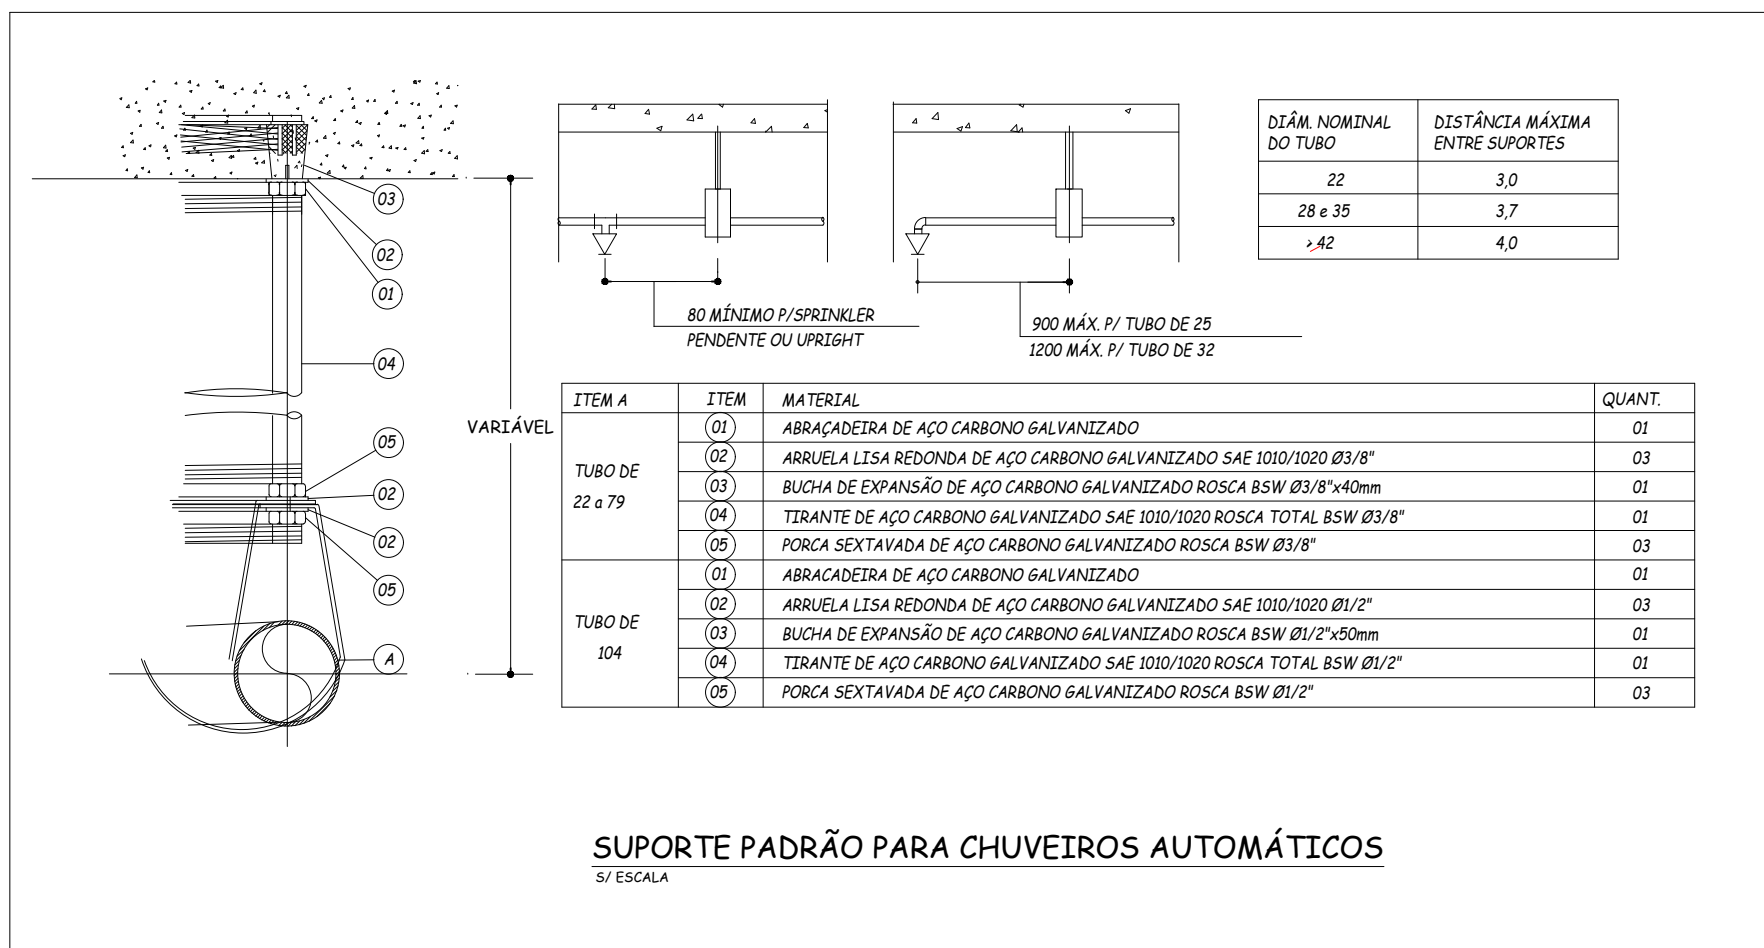 03
02
01
04
05
02
02
05
A
VARIÁVEL
80 MÍNIMO P/SPRINKLER
PENDENTE OU UPRIGHT
900 MÁX. P/ TUBO DE 25
1200 MÁX. P/ TUBO DE 32
DIÂM. NOMINAL DO TUBO DISTÂNCIA MÁXIMA ENTRE SUPORTES
22 3,0
28 e 35 3,7
>42 4,0
ITEM A ITEM MATERIAL QUANT.
TUBO DE 22 a 79
01 ABRAÇADEIRA DE AÇO CARBONO GALVANIZADO 01
02 ARRUELA LISA REDONDA DE AÇO CARBONO GALVANIZADO SAE 1010/1020 Ø3/8" 03
03 BUCHA DE EXPANSÃO DE AÇO CARBONO GALVANIZADO ROSCA BSW Ø3/8"x40mm 01
04 TIRANTE DE AÇO CARBONO GALVANIZADO SAE 1010/1020 ROSCA TOTAL BSW Ø3/8" 01
05 PORCA SEXTAVADA DE AÇO CARBONO GALVANIZADO ROSCA BSW Ø3/8" 03
TUBO DE 104
01 ABRACADEIRA DE AÇO CARBONO GALVANIZADO 01
02 ARRUELA LISA REDONDA DE AÇO CARBONO GALVANIZADO SAE 1010/1020 Ø1/2" 03
03 BUCHA DE EXPANSÃO DE AÇO CARBONO GALVANIZADO ROSCA BSW Ø1/2"x50mm 01
04 TIRANTE DE AÇO CARBONO GALVANIZADO SAE 1010/1020 ROSCA TOTAL BSW Ø1/2" 01
05 PORCA SEXTAVADA DE AÇO CARBONO GALVANIZADO ROSCA BSW Ø1/2" 03
SUPORTE PADRÃO PARA CHUVEIROS AUTOMÁTICOS
S/ ESCALA